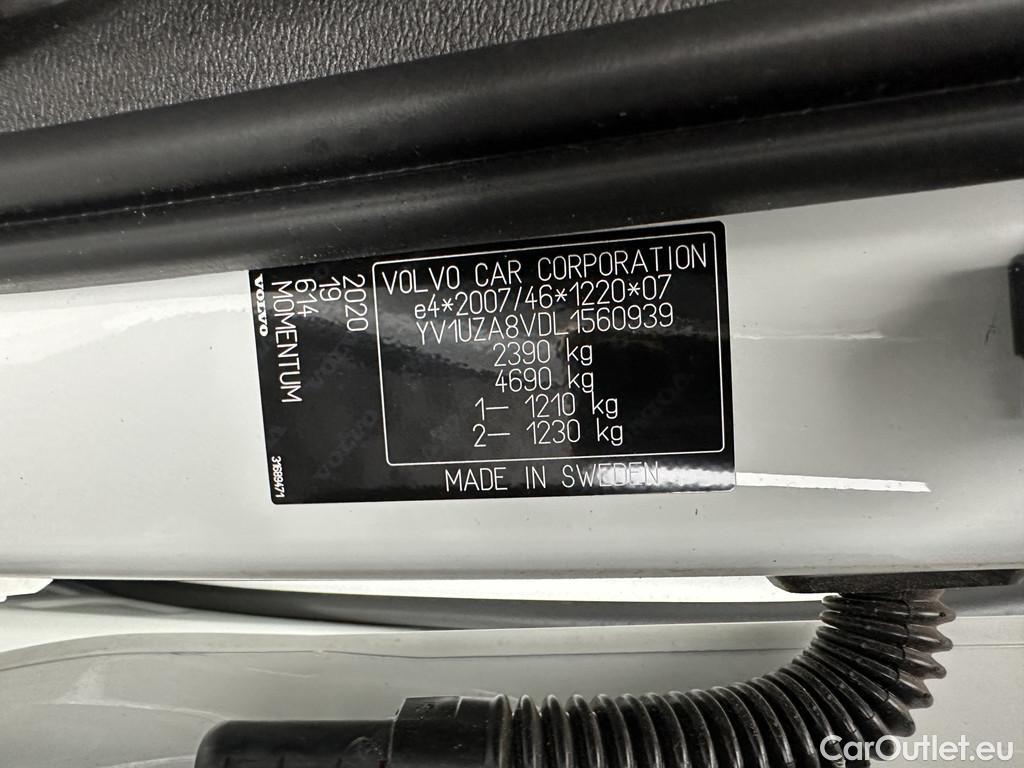 VOLVO CAR CORPORATION
e4*2007/46*1220*07
YV1UZA8VDL1560939
2390 kg
4690 kg
1– 1210 kg
2– 1230 kg
MADE IN SWEDEN
2020
19
614
MOMENTUM
VOLVO
31689471
CarOutlet.eu